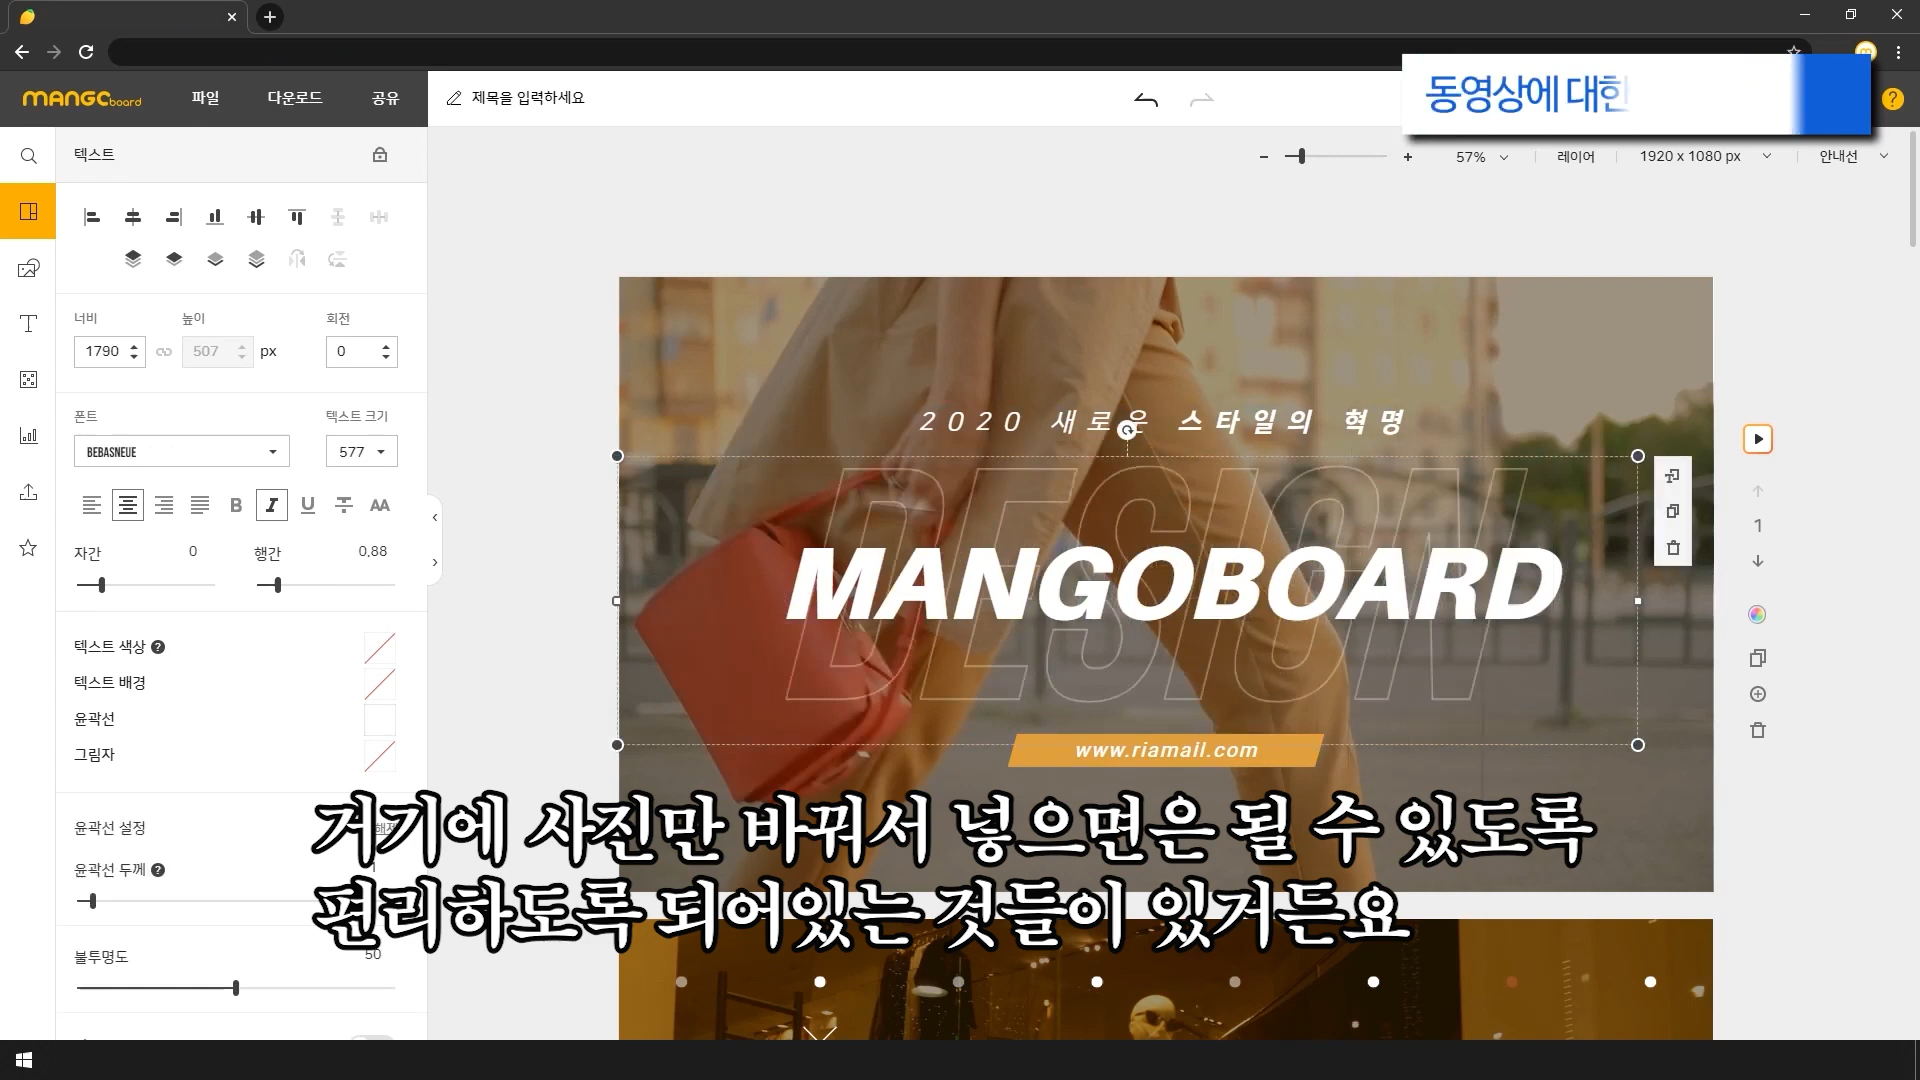 MANGOboard
파일
다운로드
공유
제목을 입력하세요
동영상에 대한
?
텍스트
57%
레이어
1920 x 1080 px
안내선
너비
높이
회전
1790
507
px
0
폰트
텍스트 크기
BEBASNEUE
577
B I U T AA
자간
0
행간
0.88
텍스트 색상 ?
텍스트 배경
윤곽선
그림자
윤곽선 설정
윤곽선 두께 ?
1
불투명도
50
2020 새로운 스타일의 혁명
DESIGN
MANGOBOARD
www.riamall.com
1
거기에 사진만 바꿔서 넣으면은 될 수 있도록
편리하도록 되어있는 것들이 있거든요